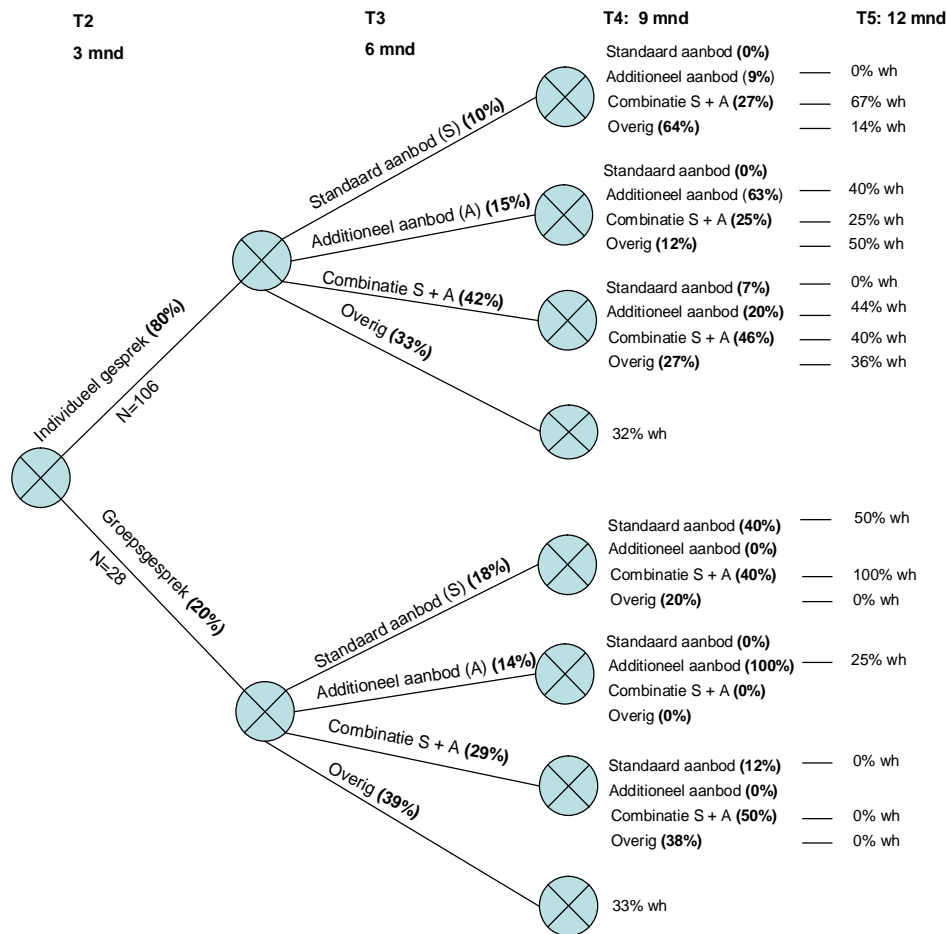 T2
3 mnd
T3
6 mnd
T4: 9 mnd
T5: 12 mnd
Individueel gesprek (80%)
N=106
Groepsgesprek (20%)
N=28
Standaard aanbod (S) (10%)
Additioneel aanbod (A) (15%)
Combinatie S + A (42%)
Overig (33%)
Standaard aanbod (0%)
Additioneel aanbod (9%) 0% wh
Combinatie S + A (27%) 67% wh
Overig (64%) 14% wh
Standaard aanbod (0%)
Additioneel aanbod (63%) 40% wh
Combinatie S + A (25%) 25% wh
Overig (12%) 50% wh
Standaard aanbod (7%) 0% wh
Additioneel aanbod (20%) 44% wh
Combinatie S + A (46%) 40% wh
Overig (27%) 36% wh
32% wh
Standaard aanbod (S) (18%)
Additioneel aanbod (A) (14%)
Combinatie S + A (29%)
Overig (39%)
Standaard aanbod (40%) 50% wh
Additioneel aanbod (0%)
Combinatie S + A (40%) 100% wh
Overig (20%) 0% wh
Standaard aanbod (0%)
Additioneel aanbod (100%) 25% wh
Combinatie S + A (0%)
Overig (0%)
Standaard aanbod (12%) 0% wh
Additioneel aanbod (0%)
Combinatie S + A (50%) 0% wh
Overig (38%) 0% wh
33% wh